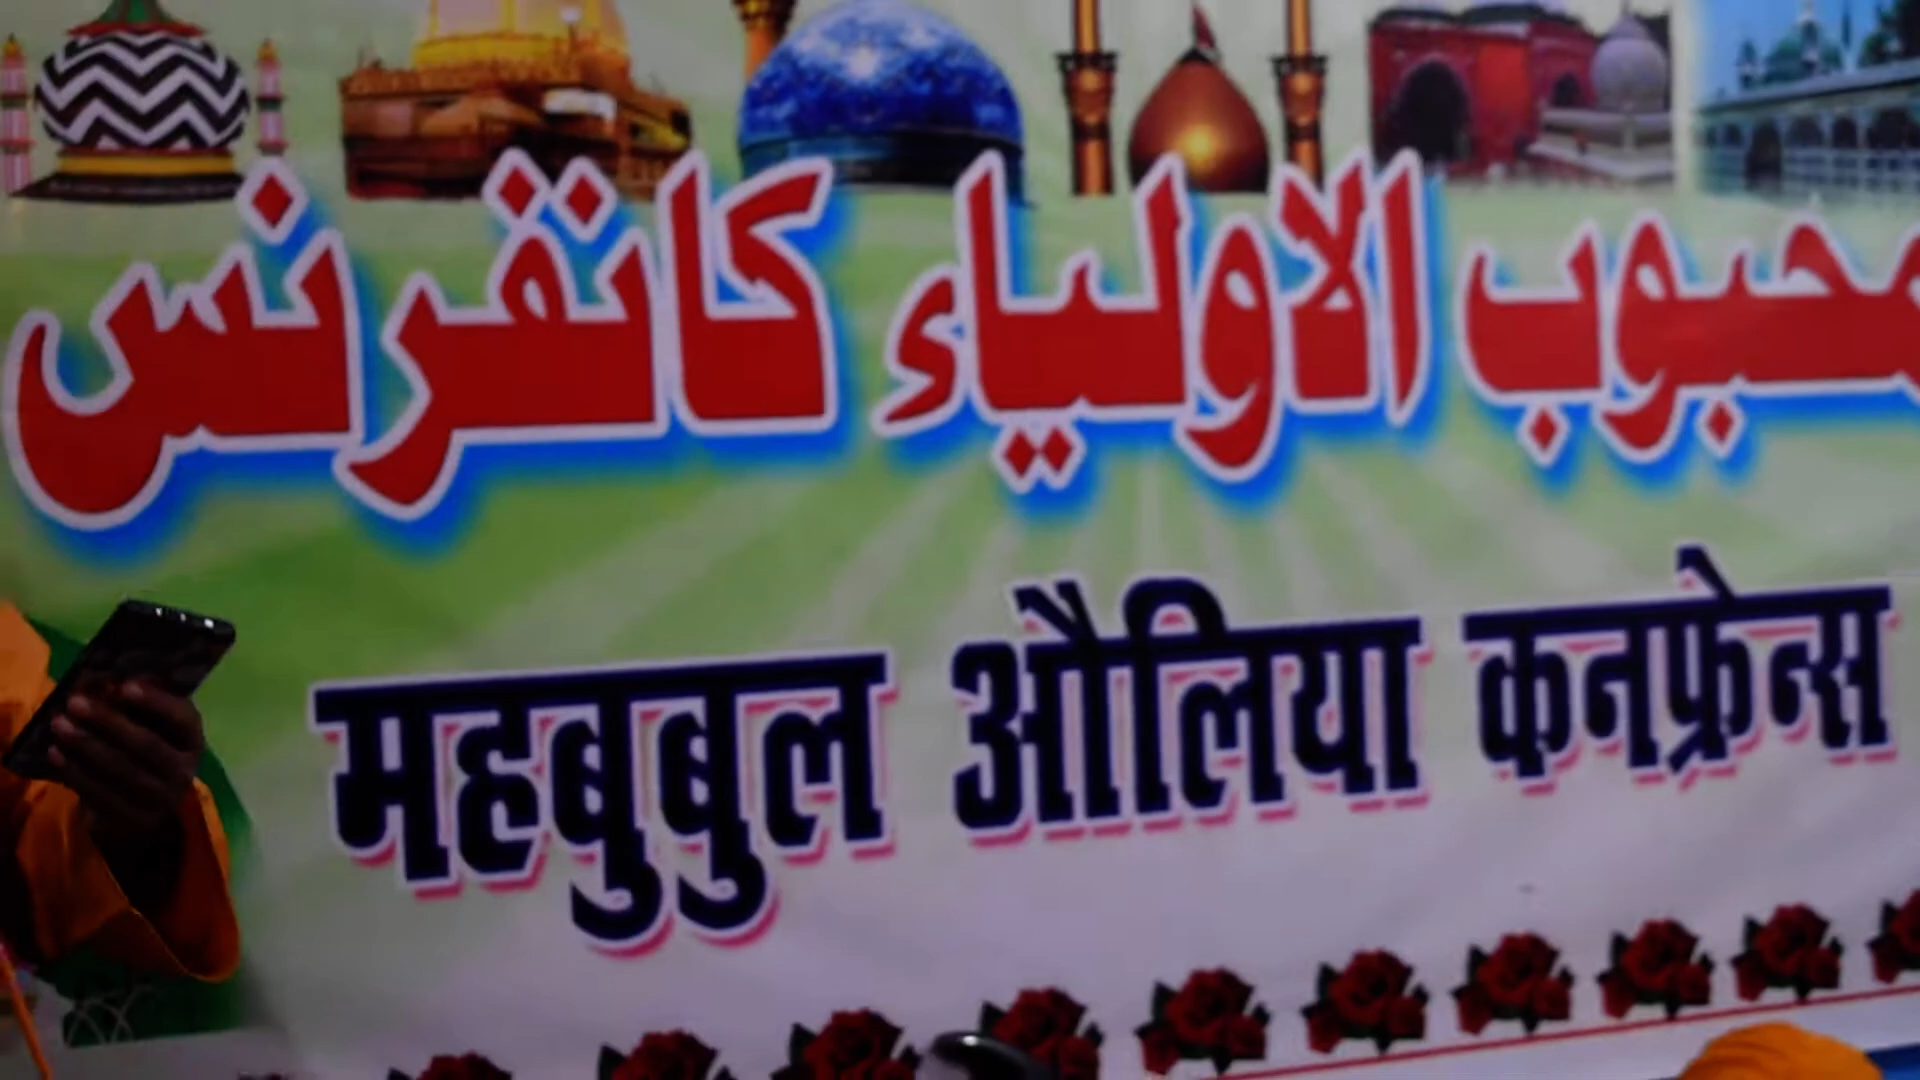 محبوب الاولیاء کانفرنس
महबुबुल औलिया कनफ्रेन्स